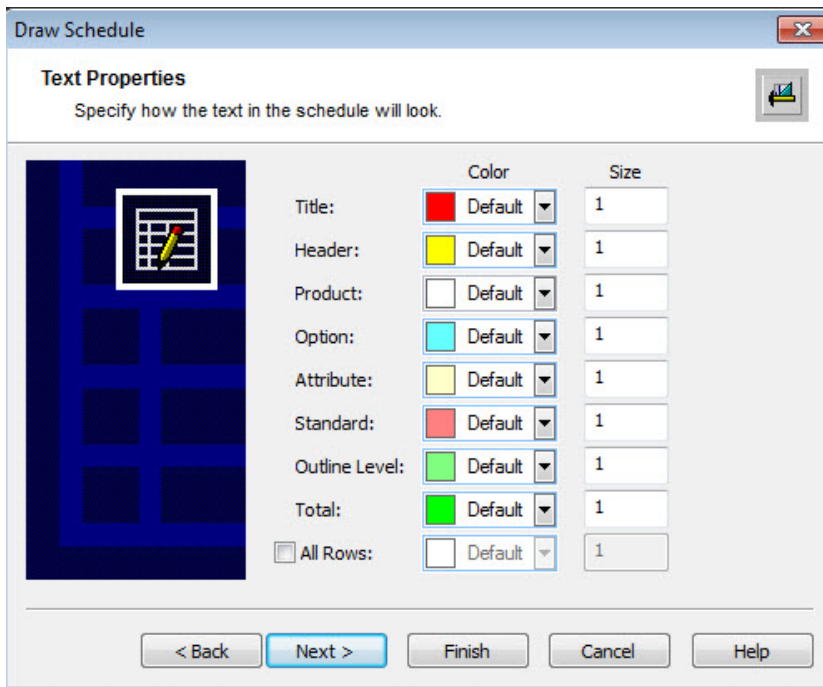 Draw Schedule
Text Properties
Specify how the text in the schedule will look.
Color Size
Title: Default 1
Header: Default 1
Product: Default 1
Option: Default 1
Attribute: Default 1
Standard: Default 1
Outline Level: Default 1
Total: Default 1
All Rows: Default 1
< Back Next > Finish Cancel Help